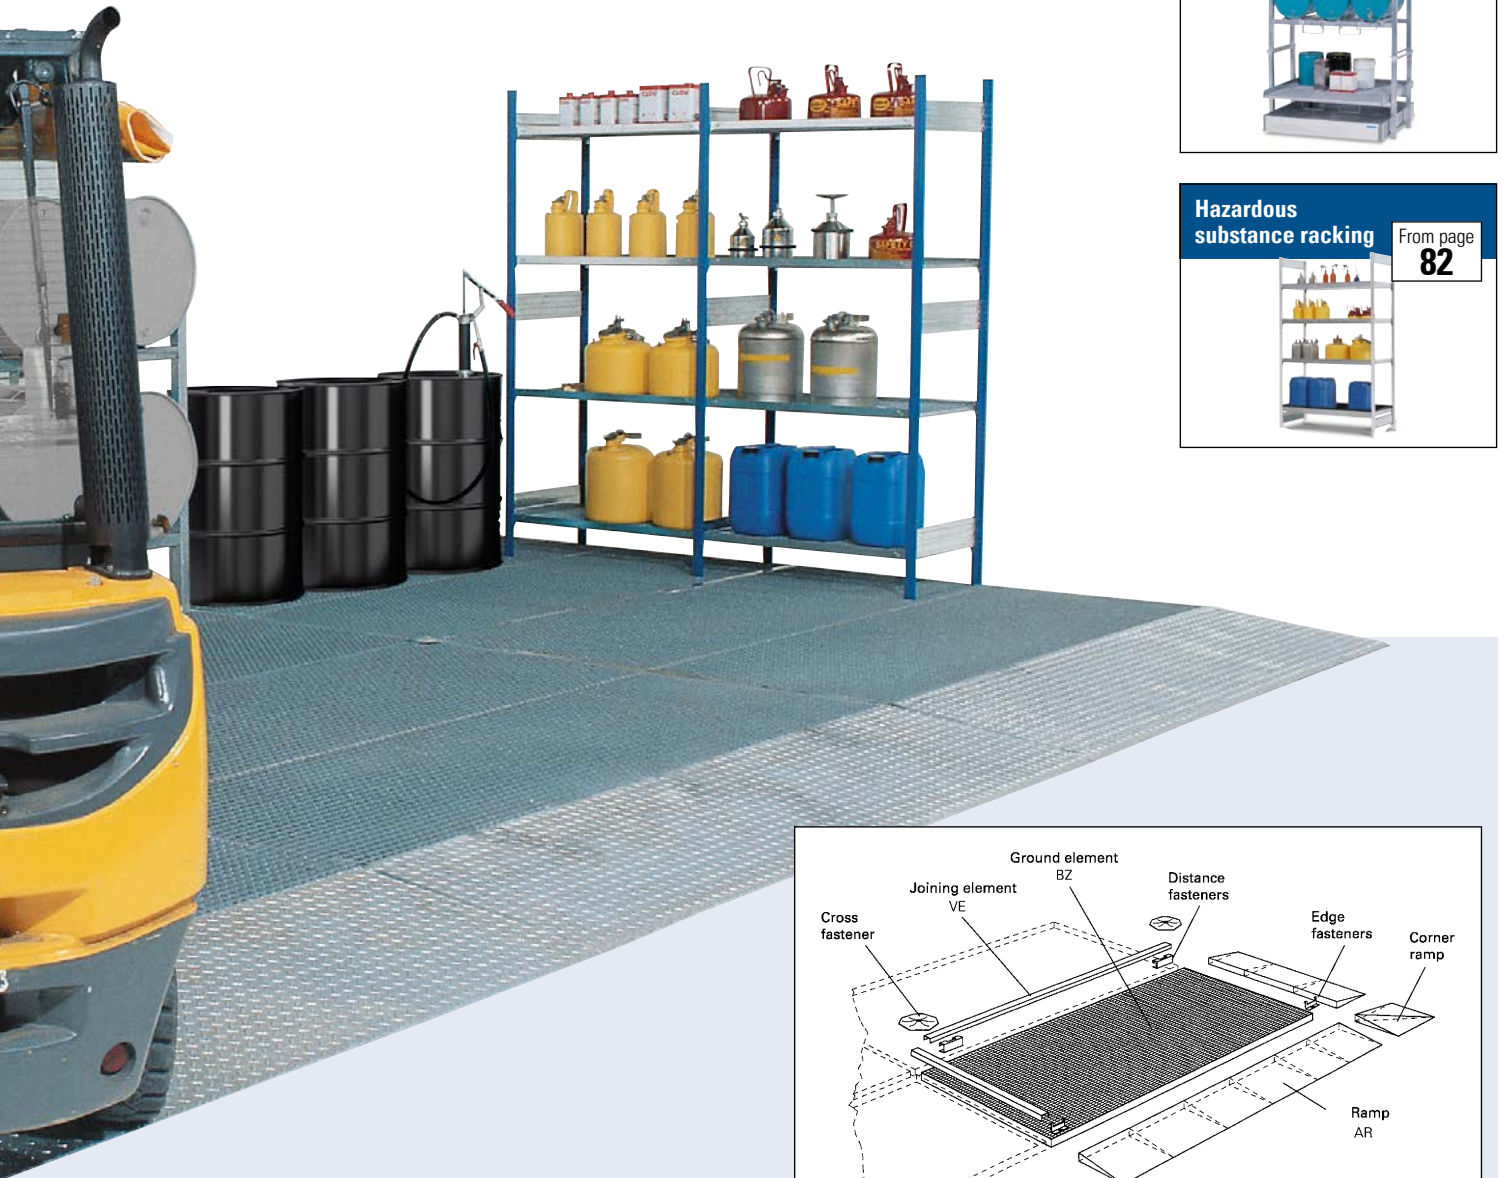 Hazardous
substance racking
From page
82
SAFETY
Ground element
BZ
Joining element
VE
Distance
fasteners
Cross
fastener
Edge
fasteners
Corner
ramp
Ramp
AR